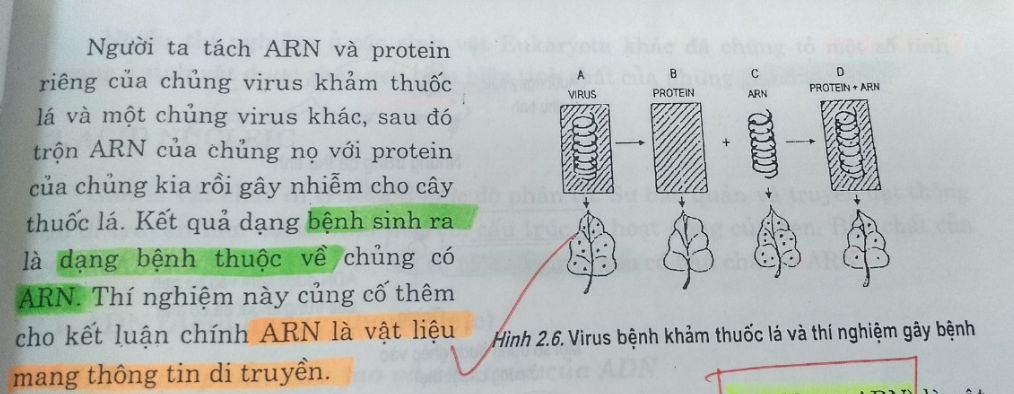 Người ta tách ARN và protein
riêng của chủng virus khảm thuốc
lá và một chủng virus khác, sau đó
trộn ARN của chủng nọ với protein
của chủng kia rồi gây nhiễm cho cây
thuốc lá. Kết quả dạng bệnh sinh ra
là dạng bệnh thuộc về chủng có
ARN. Thí nghiệm này củng cố thêm
cho kết luận chính ARN là vật liệu
mang thông tin di truyền.
A
VIRUS
PROTEIN
+
C
ARN
D
PROTEIN + ARN
Hình 2.6. Virus bệnh khảm thuốc lá và thí nghiệm gây bệnh